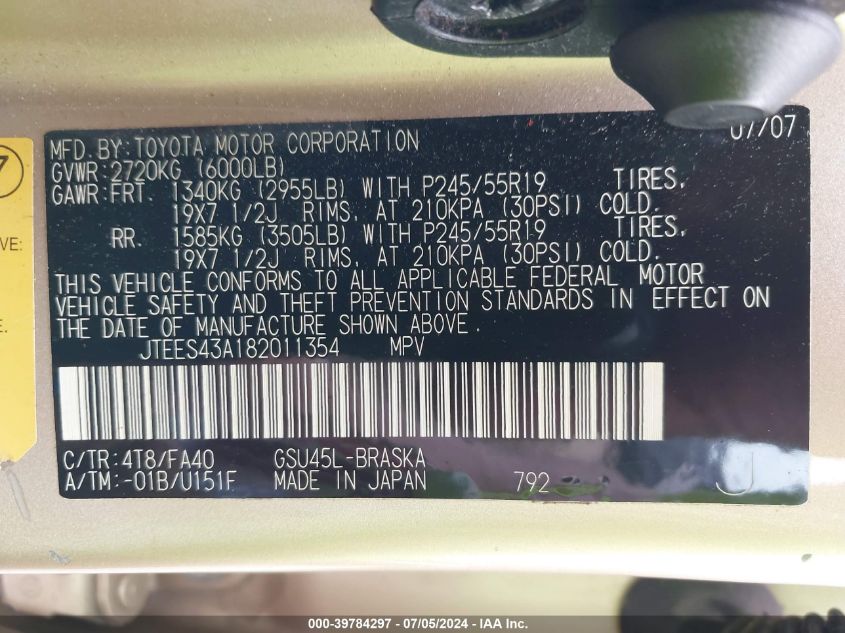 07/07
MFD. BY: TOYOTA MOTOR CORPORATION
GVWR: 2720KG (6000LB)
GAWR: FRT. 1340KG (2955LB) WITH P245/55R19 TIRES,
19X7 1/2J RIMS, AT 210KPA (30PSI) COLD.
RR. 1585KG (3505LB) WITH P245/55R19 TIRES,
19X7 1/2J RIMS, AT 210KPA (30PSI) COLD.
THIS VEHICLE CONFORMS TO ALL APPLICABLE FEDERAL MOTOR
VEHICLE SAFETY AND THEFT PREVENTION STANDARDS IN EFFECT ON
THE DATE OF MANUFACTURE SHOWN ABOVE.
JTEES43A182011354 MPV
C/TR: 4T8/FA40 GSU45L-BRASKA
A/TM: -01B/U151F MADE IN JAPAN 792 J
7
VE:
E.
000-39784297 - 07/05/2024 - IAA Inc.